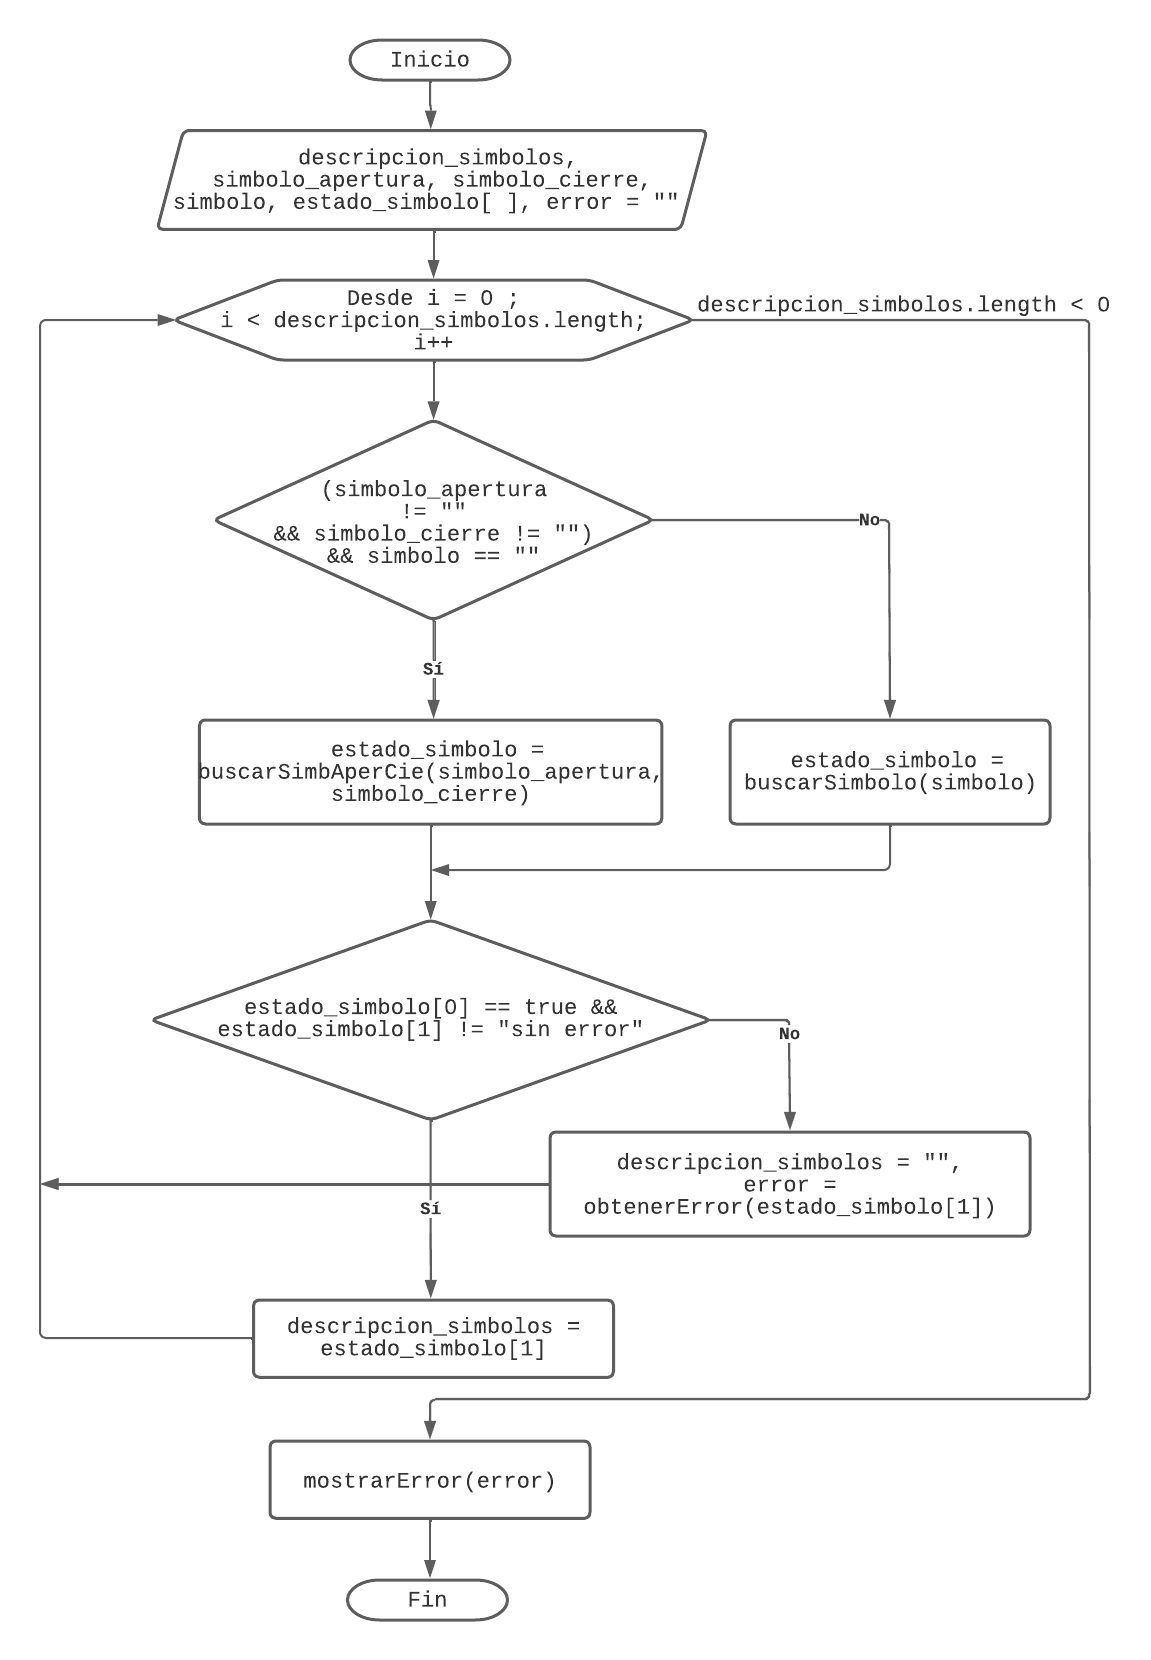 Inicio
descripcion_simbolos,
simbolo_apertura, simbolo_cierre,
simbolo, estado_simbolo[ ], error = ""
Desde i = 0 ;
i < descripcion_simbolos.length;
i++
descripcion_simbolos.length < 0
(simbolo_apertura
!= ""
&& simbolo_cierre != "")
&& simbolo == ""
No
Sí
estado_simbolo =
buscarSimbAperCie(simbolo_apertura,
simbolo_cierre)
estado_simbolo =
buscarSimbolo(simbolo)
estado_simbolo[0] == true &&
estado_simbolo[1] != "sin error"
No
descripcion_simbolos = "",
error =
obtenerError(estado_simbolo[1])
Sí
descripcion_simbolos =
estado_simbolo[1]
mostrarError(error)
Fin